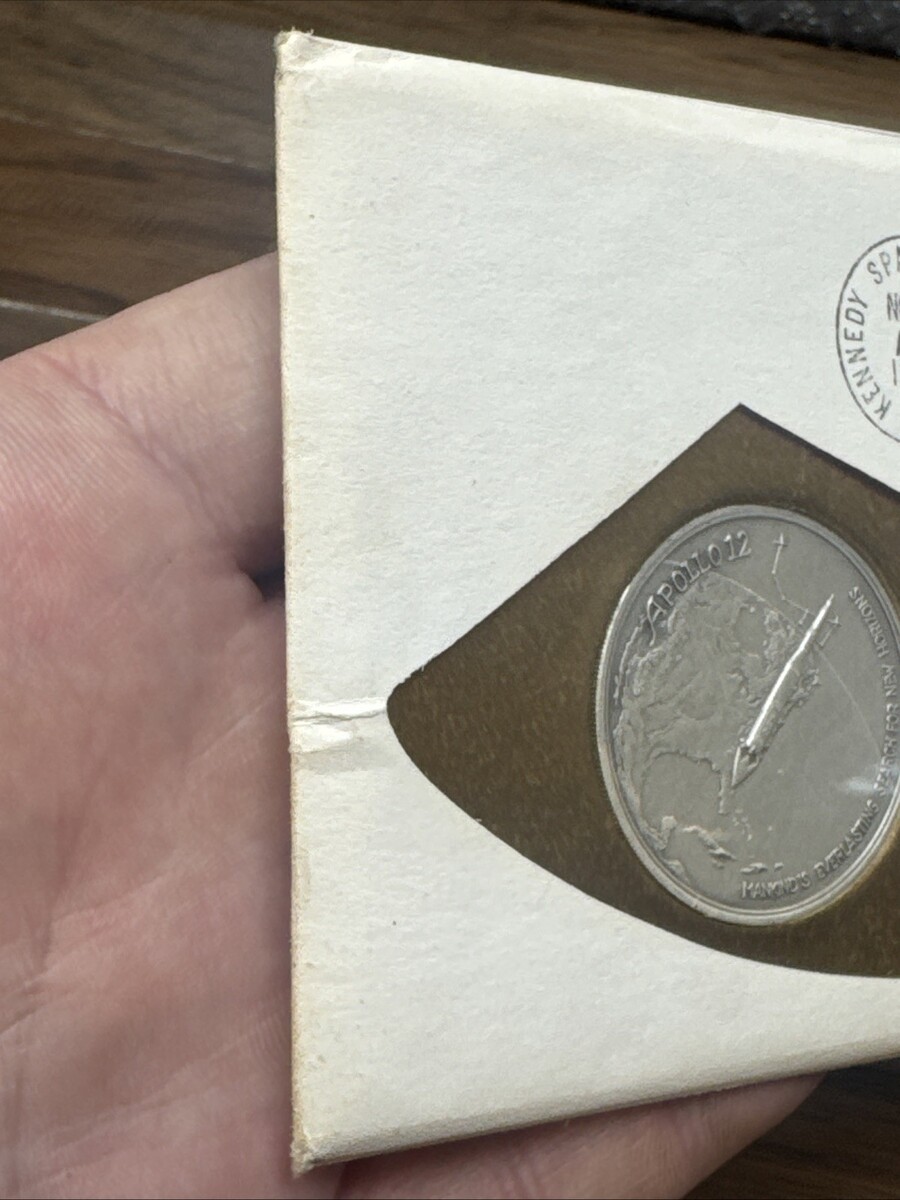 KENNEDY SPA
APOLLO 12
MANKIND'S EVERLASTING SEARCH FOR NEW HORIZONS